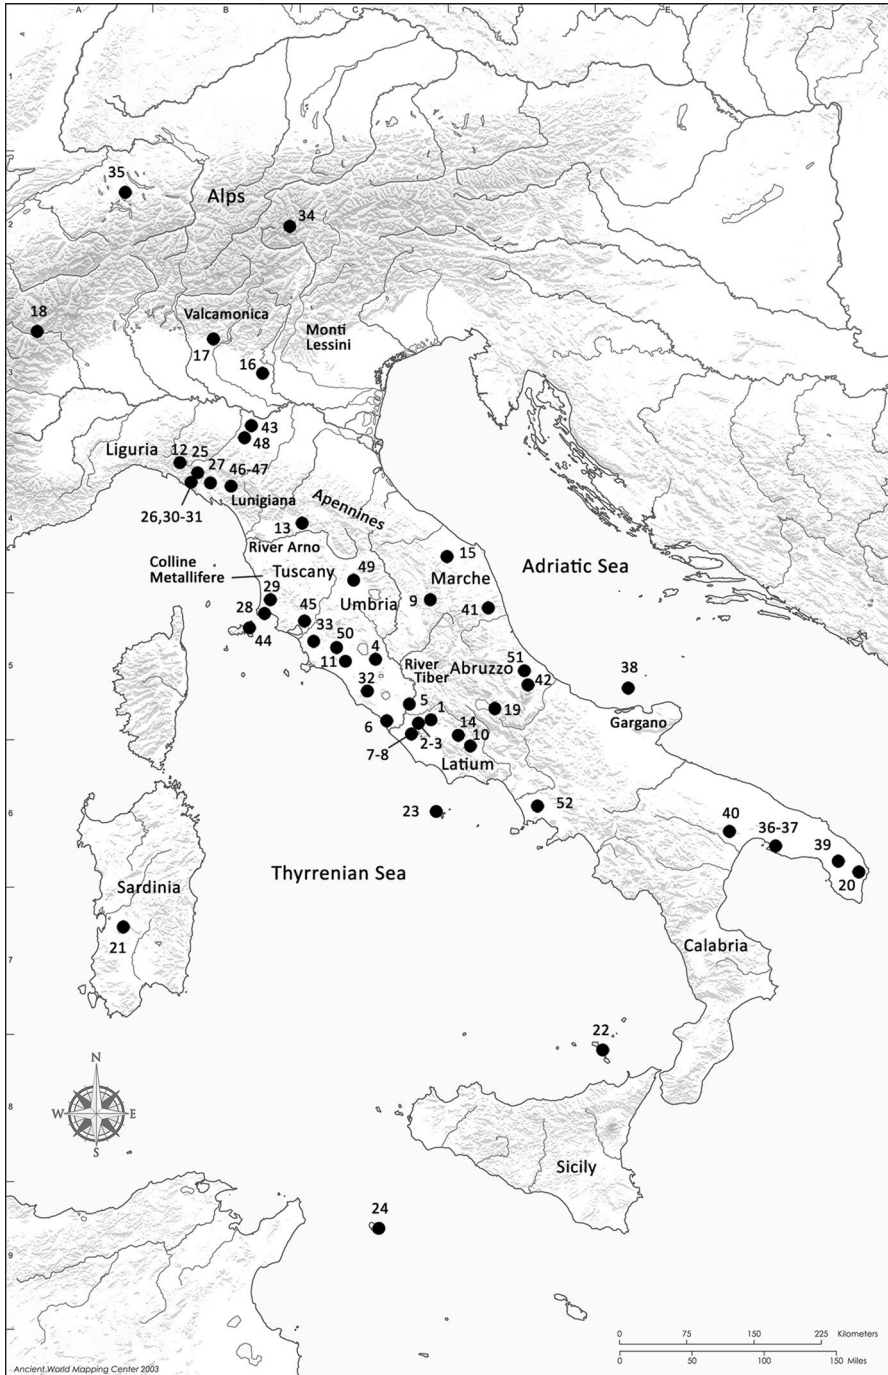 A B C D E F
1
35
Alps
34
2
18
Valcamonica
Monti
Lessini
17
16
3
43
48
Liguria
12 25
27 46-47
Lunigiana
Apennines
26,30-31
13
4
River Arno
15
Adriatic Sea
Colline
Metallifere
Tuscany
49
Marche
29
Umbria
9
41
28
45
33
44
50
4
11
5
River
Tiber
Abruzzo
51
42
38
32
5
1
19
Gargano
6
14
10
2-3
7-8
Latium
23
52
6
40
36-37
39
20
Thyrrenian Sea
Sardinia
21
Calabria
7
22
N
W E
S
8
Sicily
24
9
0 75 150 225 Kilometers
0 50 100 150 Miles
Ancient World Mapping Center 2003